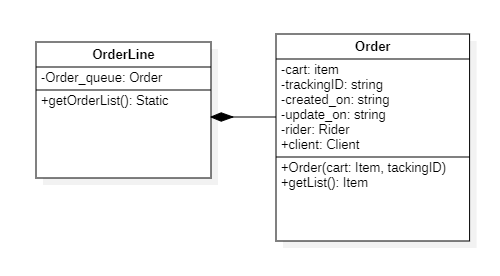 OrderLine
-Order_queue: Order
+getOrderList(): Static
Order
-cart: item
-trackingID: string
-created_on: string
-update_on: string
-rider: Rider
+client: Client
+Order(cart: Item, tackingID)
+getList(): Item